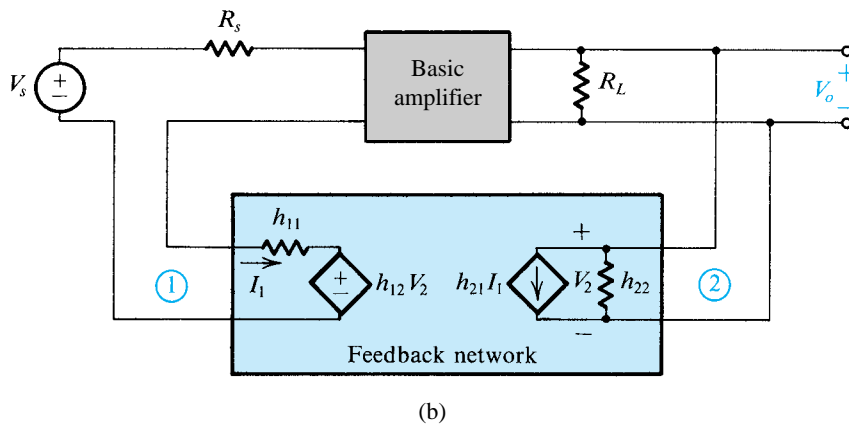 R_s
Basic
amplifier
V_s
+
−
R_L
+
V_o
−
h_11
I_1
+
−
h_12 V_2
h_21 I_1
+
V_2
−
h_22
1
2
Feedback network
(b)